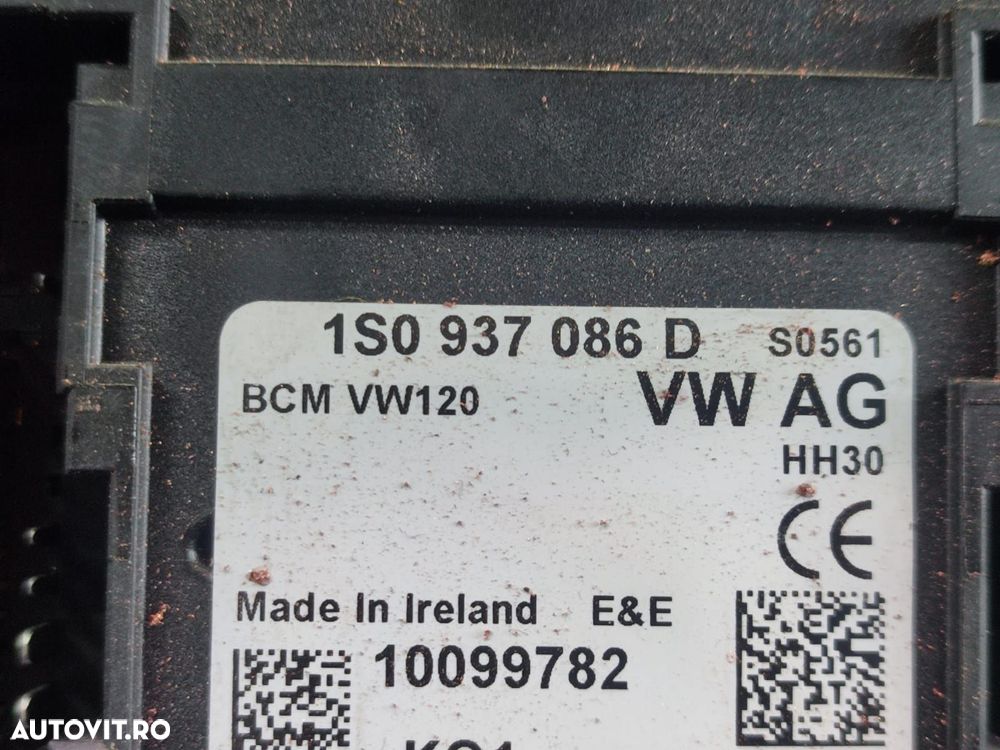 1S0 937 086 D S0561
BCM VW120 VW AG
HH30
CE
Made In Ireland E&E
10099782
AUTOVIT.RO